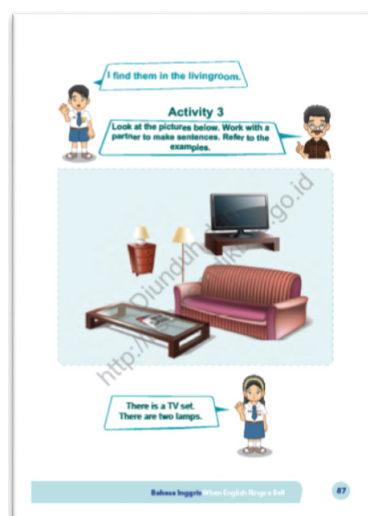 I find them in the livingroom.
Activity 3
Look at the pictures below. Work with a
partner to make sentences. Refer to the
examples.
There is a TV set.
There are two lamps.
Bahasa Inggris When English Rings a Bell
87